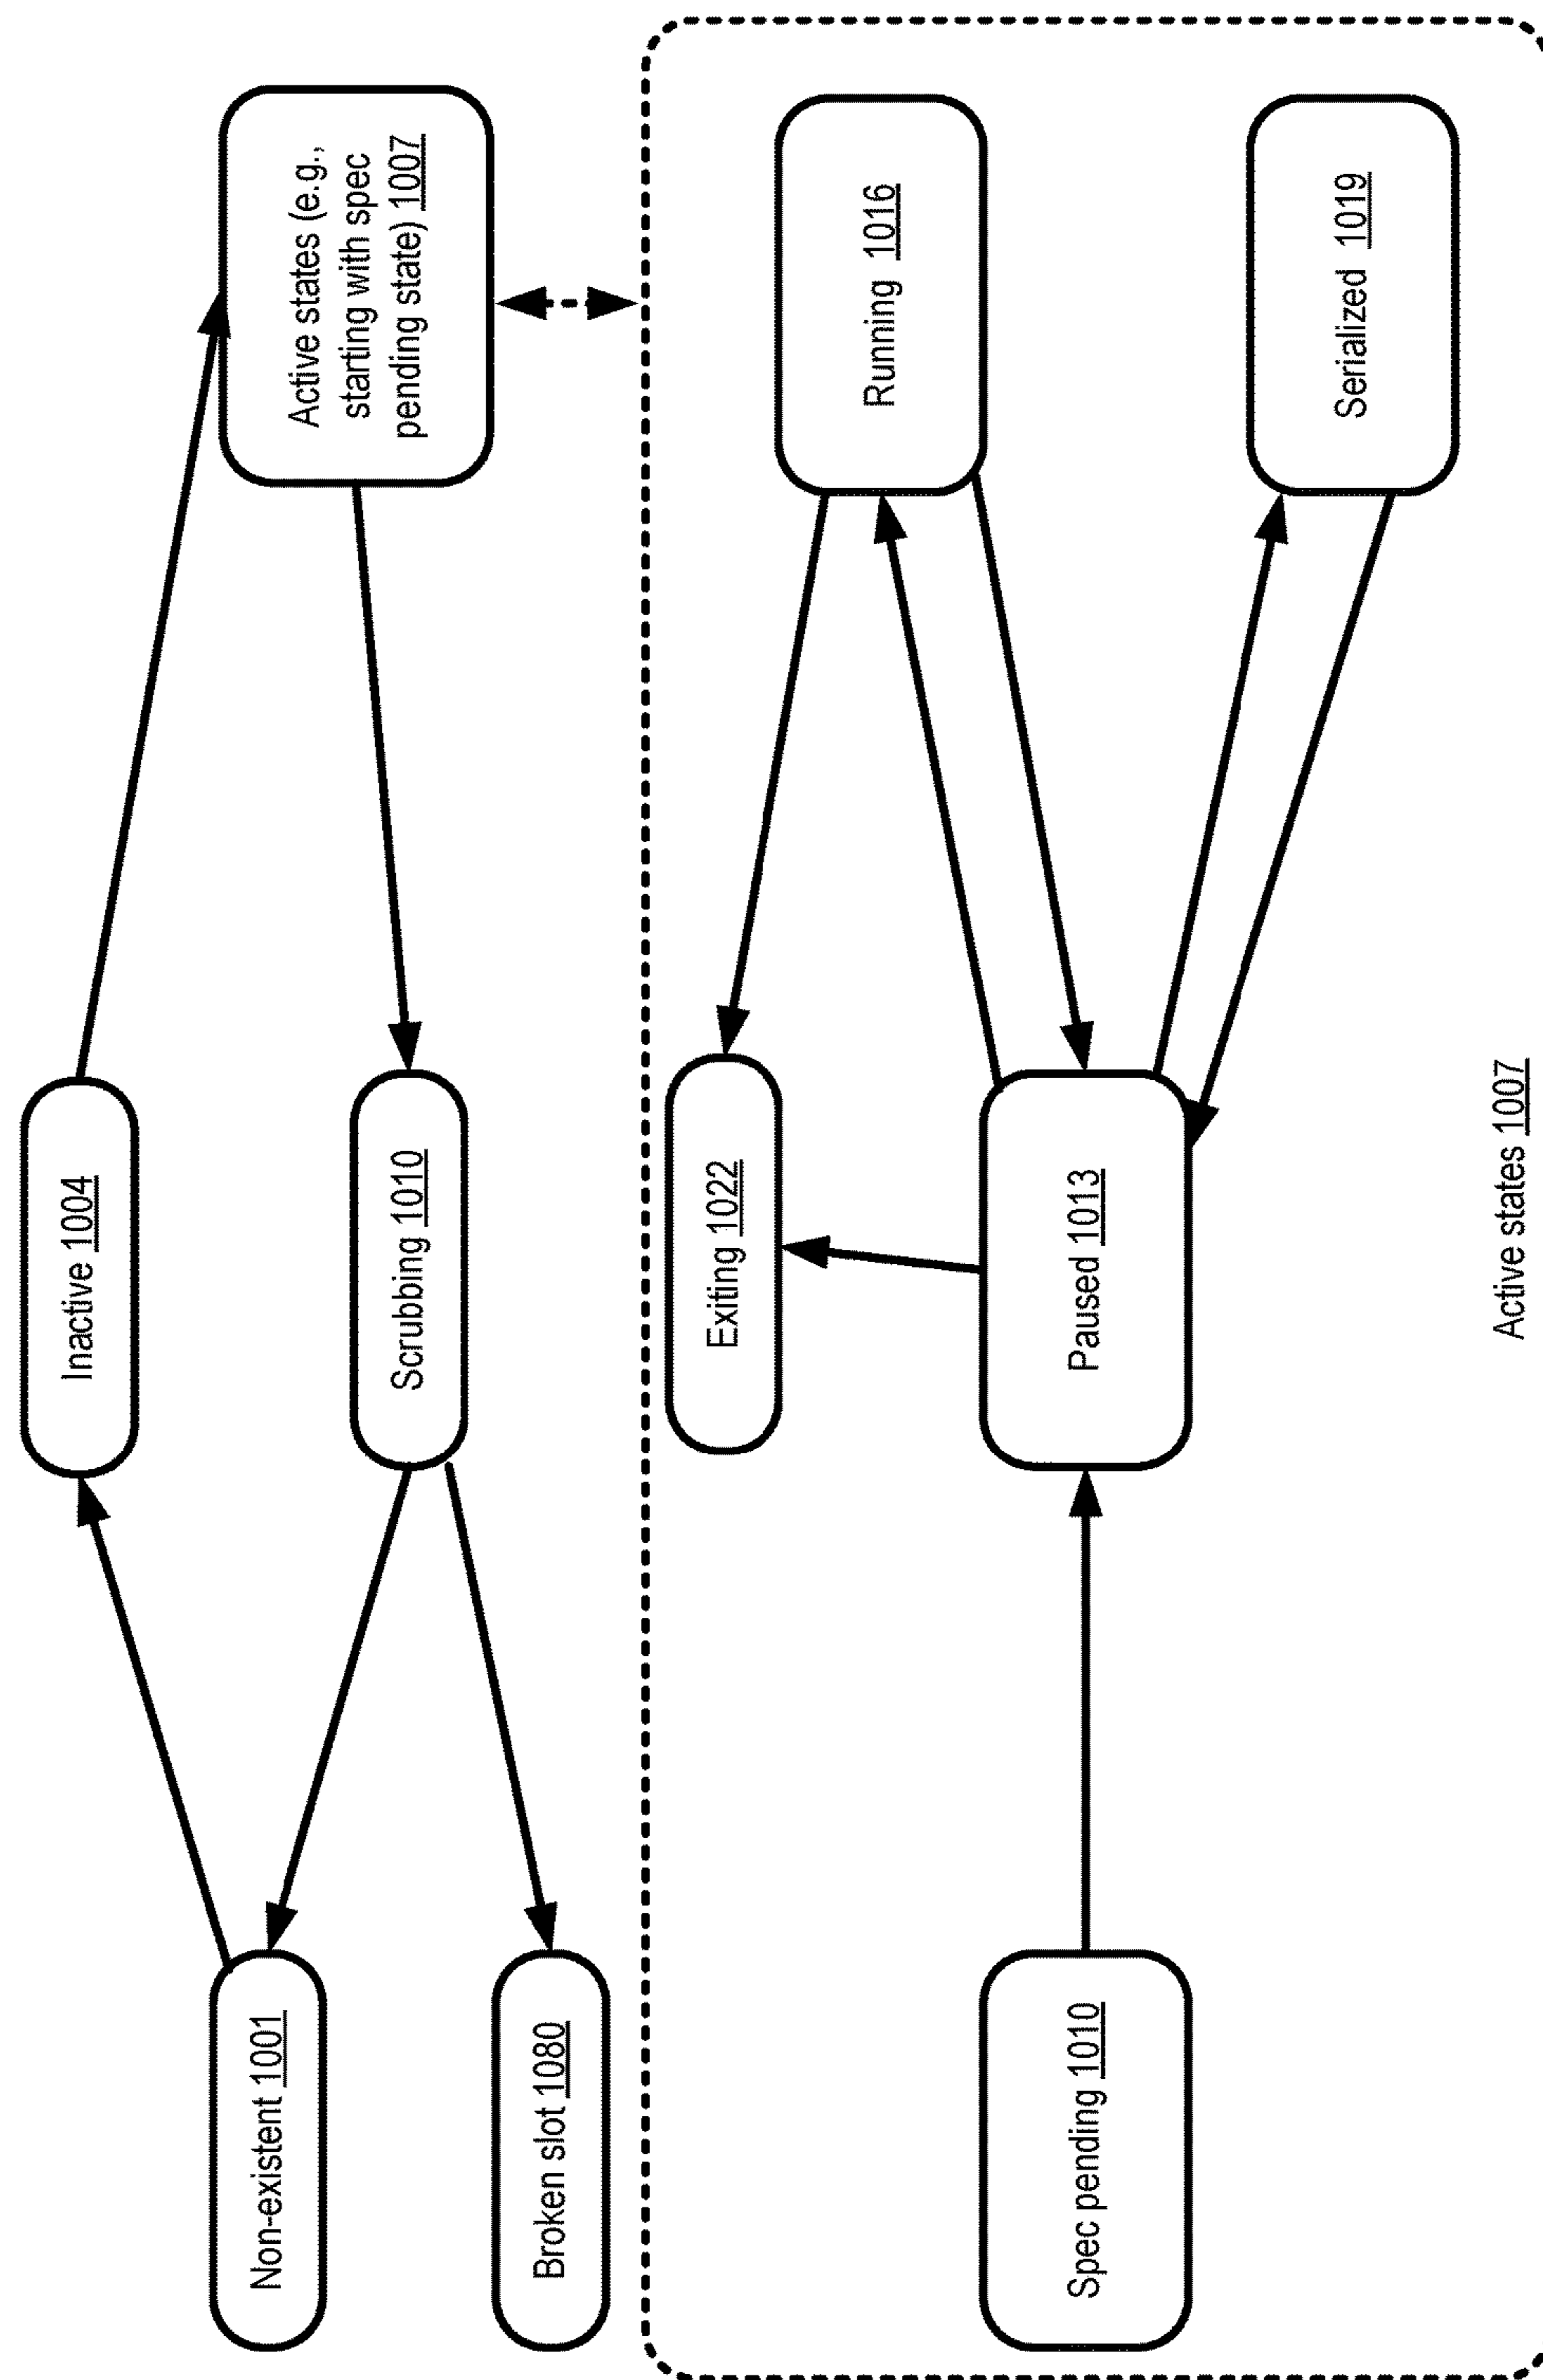 Inactive 1004
Active states (e.g.,
starting with spec
pending state) 1007
Non-existent 1001
Scrubbing 1010
Broken slot 1080
Exiting 1022
Running 1016
Spec pending 1010
Paused 1013
Serialized 1019
Active states 1007